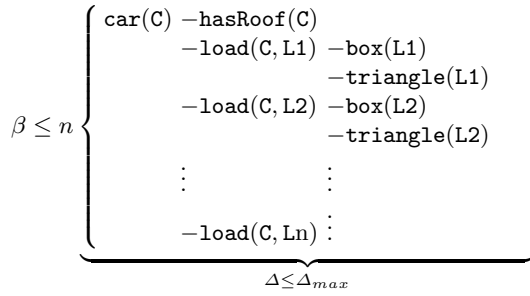 car(C) −hasRoof(C)
−load(C, L1) −box(L1)
−triangle(L1)
−load(C, L2) −box(L2)
−triangle(L2)
β ≤ n
⋮ ⋮
−load(C, Ln) ⋮
Δ≤Δmax